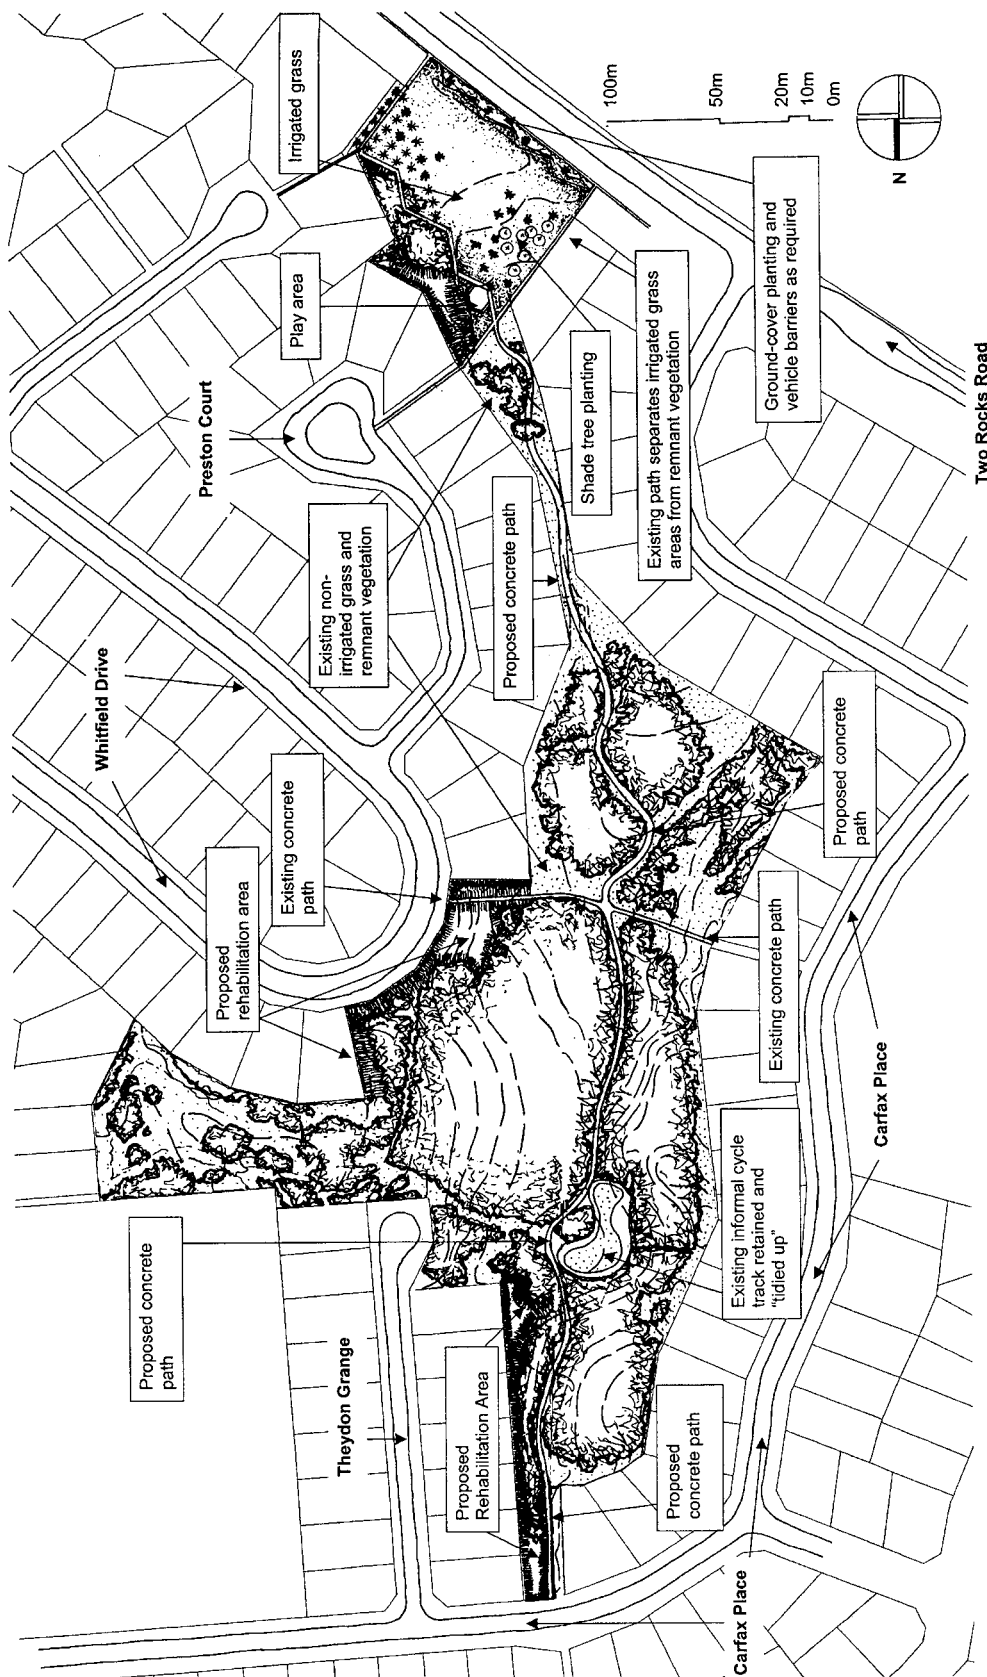 Irrigated grass
Play area
Preston Court
Whitfield Drive
Existing non-
irrigated grass and
remnant vegetation
Existing concrete
path
Proposed
rehabilitation area
Proposed concrete
path
Theydon Grange
Proposed
Rehabilitation Area
Proposed
concrete path
Carfax Place
Existing informal cycle
track retained and
“tidied up”
Carfax Place
Existing concrete path
Proposed concrete
path
Proposed concrete path
Shade tree planting
Existing path separates irrigated grass
areas from remnant vegetation
Ground-cover planting and
vehicle barriers as required
Two Rocks Road
100m
50m
20m
10m
0m
N